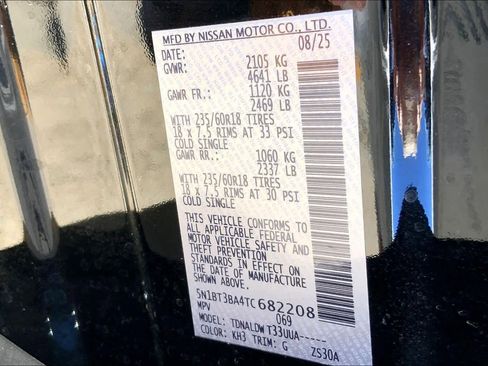 MFD BY NISSAN MOTOR CO., LTD.
DATE: 08/25
GVWR: 2105 KG
4641 LB
GAWR FR.: 1120 KG
2469 LB
WITH 235/60R18 TIRES
18 x 7.5 RIMS AT 33 PSI
COLD SINGLE
GAWR RR.: 1060 KG
2337 LB
WITH 235/60R18 TIRES
18 x 7.5 RIMS AT 30 PSI
COLD SINGLE
THIS VEHICLE CONFORMS TO
ALL APPLICABLE FEDERAL
MOTOR VEHICLE SAFETY AND
THEFT PREVENTION
STANDARDS IN EFFECT ON
THE DATE OF MANUFACTURE
SHOWN ABOVE.
5N1BT3BA4TC682208
MPV 069
MODEL: TDNALDW T33UUA-----
COLOR: KH3 TRIM: G ZS30A